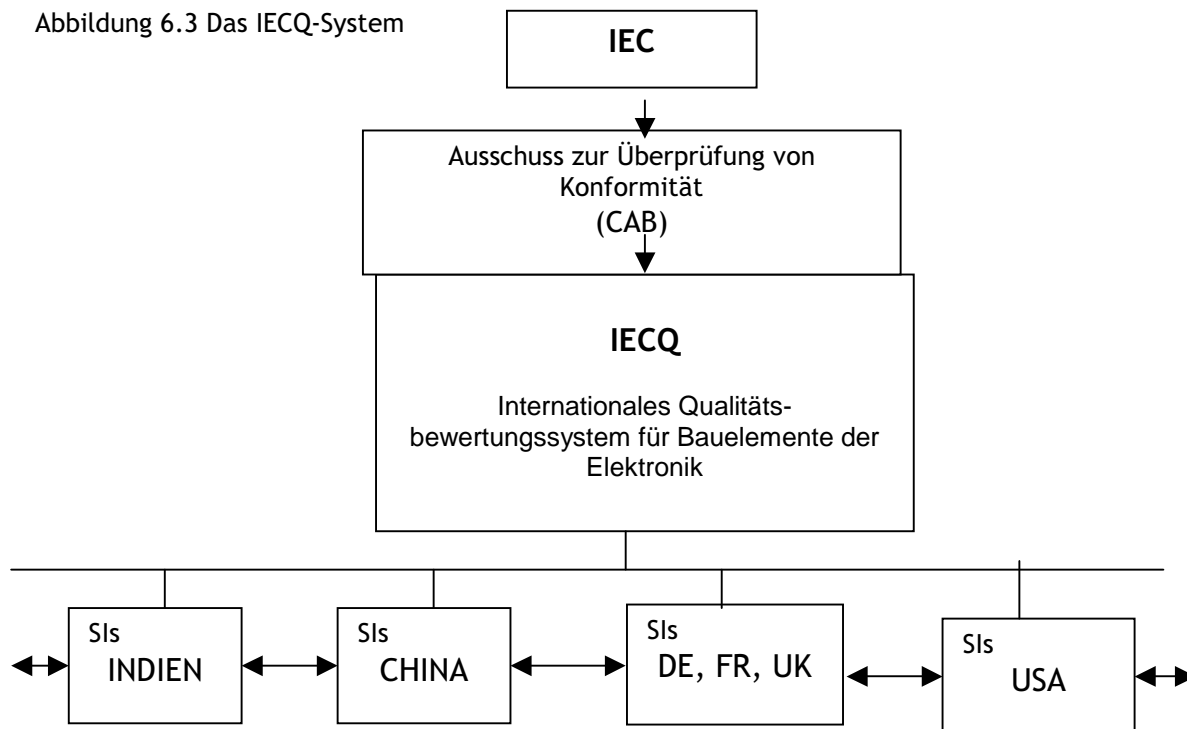 Abbildung 6.3 Das IECQ-System
IEC
Ausschuss zur Überprüfung von
Konformität
(CAB)
IECQ
Internationales Qualitäts-
bewertungssystem für Bauelemente der
Elektronik
SIs
INDIEN
SIs
CHINA
SIs
DE, FR, UK
SIs
USA